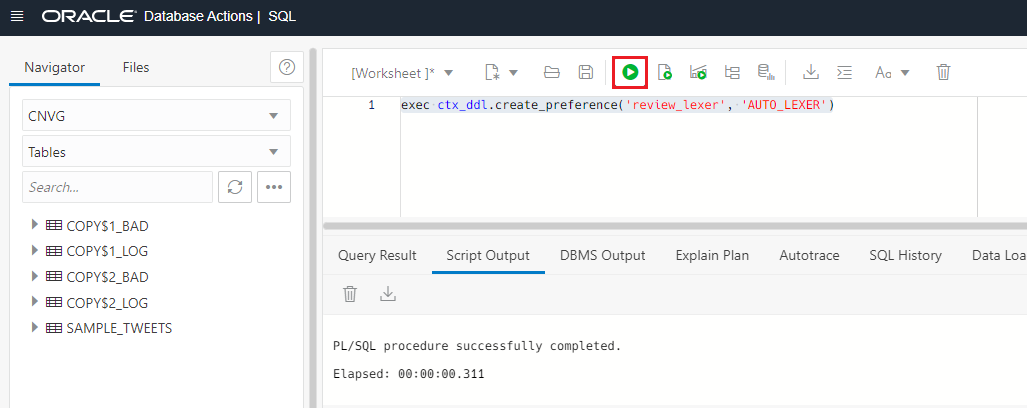 ORACLE Database Actions | SQL
Navigator Files
[Worksheet ]*
Aa
CNVG
Tables
Search...
COPY$1_BAD
COPY$1_LOG
COPY$2_BAD
COPY$2_LOG
SAMPLE_TWEETS
1 exec ctx_ddl.create_preference('review_lexer', 'AUTO_LEXER')
Query Result Script Output DBMS Output Explain Plan Autotrace SQL History Data Loa
PL/SQL procedure successfully completed.
Elapsed: 00:00:00.311